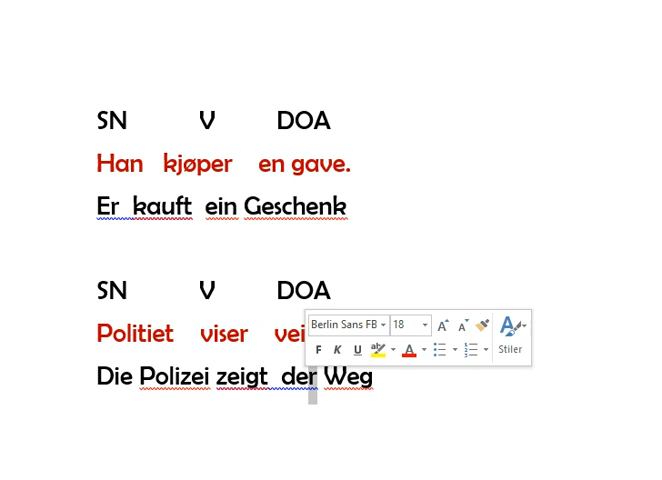 SN V DOA
Han kjøper en gave.
Er kauft ein Geschenk
SN V DOA
Politiet viser
Berlin Sans FB 18
F K U
Stiler
Die Polizei zeigt der Weg